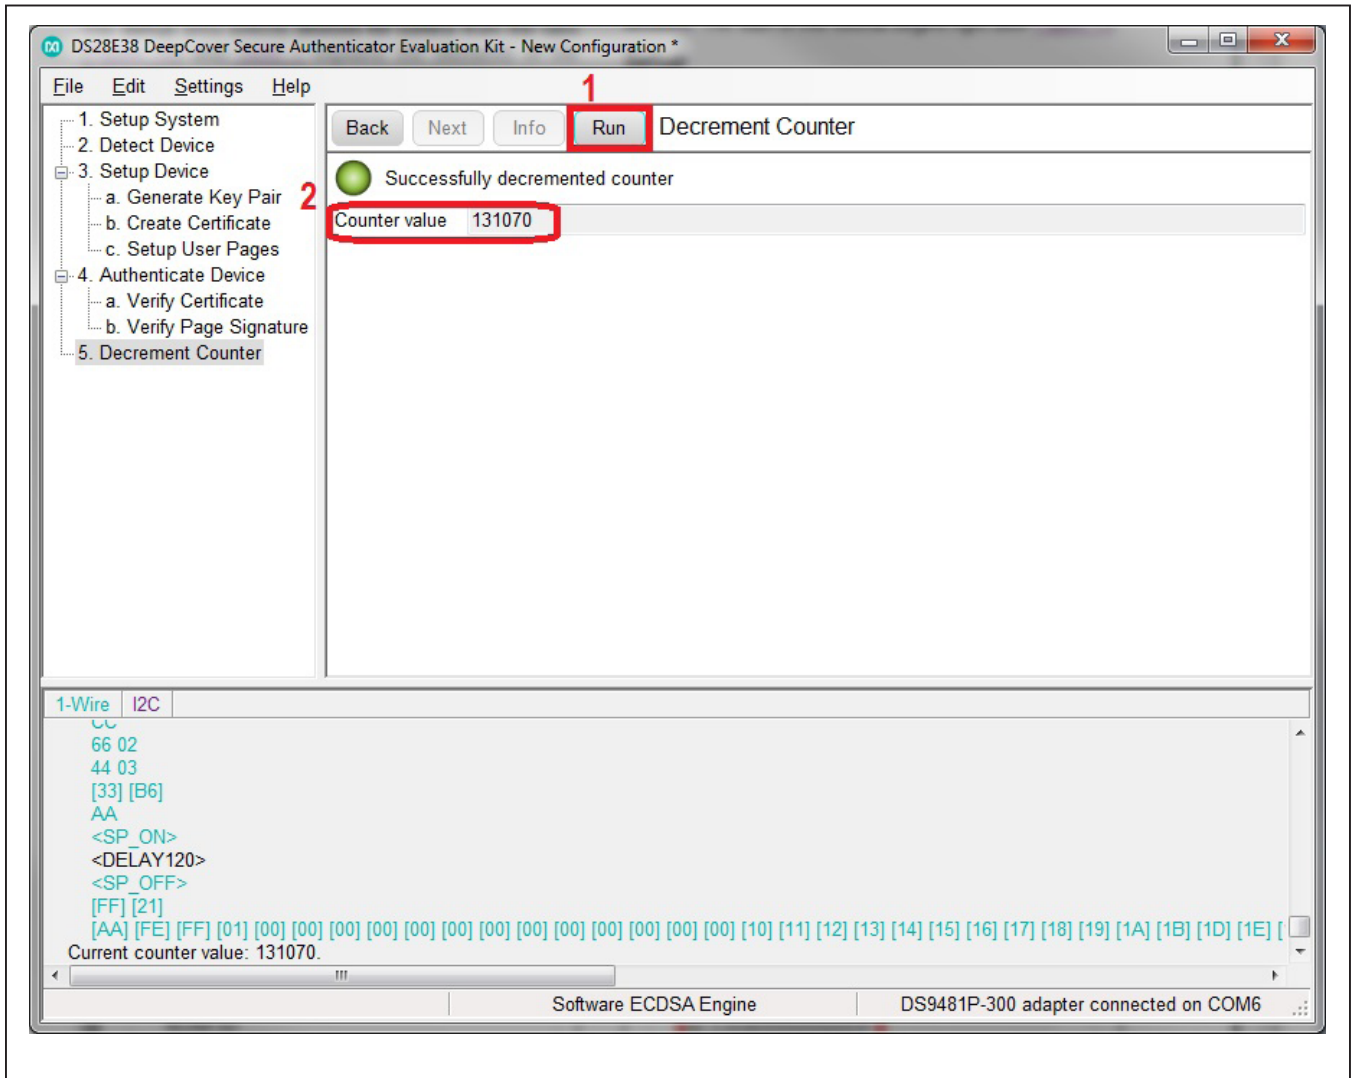 DS28E38 DeepCover Secure Authenticator Evaluation Kit - New Configuration *
File Edit Settings Help
1
1. Setup System
2. Detect Device
3. Setup Device
a. Generate Key Pair
b. Create Certificate
c. Setup User Pages
4. Authenticate Device
a. Verify Certificate
b. Verify Page Signature
5. Decrement Counter
Back Next Info Run Decrement Counter
Successfully decremented counter
2
Counter value 131070
1-Wire I2C
CC
66 02
44 03
[33] [B6]
AA
<SP_ON>
<DELAY120>
<SP_OFF>
[FF] [21]
[AA] [FE] [FF] [01] [00] [00] [00] [00] [00] [00] [00] [00] [00] [00] [00] [00] [00] [10] [11] [12] [13] [14] [15] [16] [17] [18] [19] [1A] [1B] [1D] [1E] [
Current counter value: 131070.
Software ECDSA Engine DS9481P-300 adapter connected on COM6